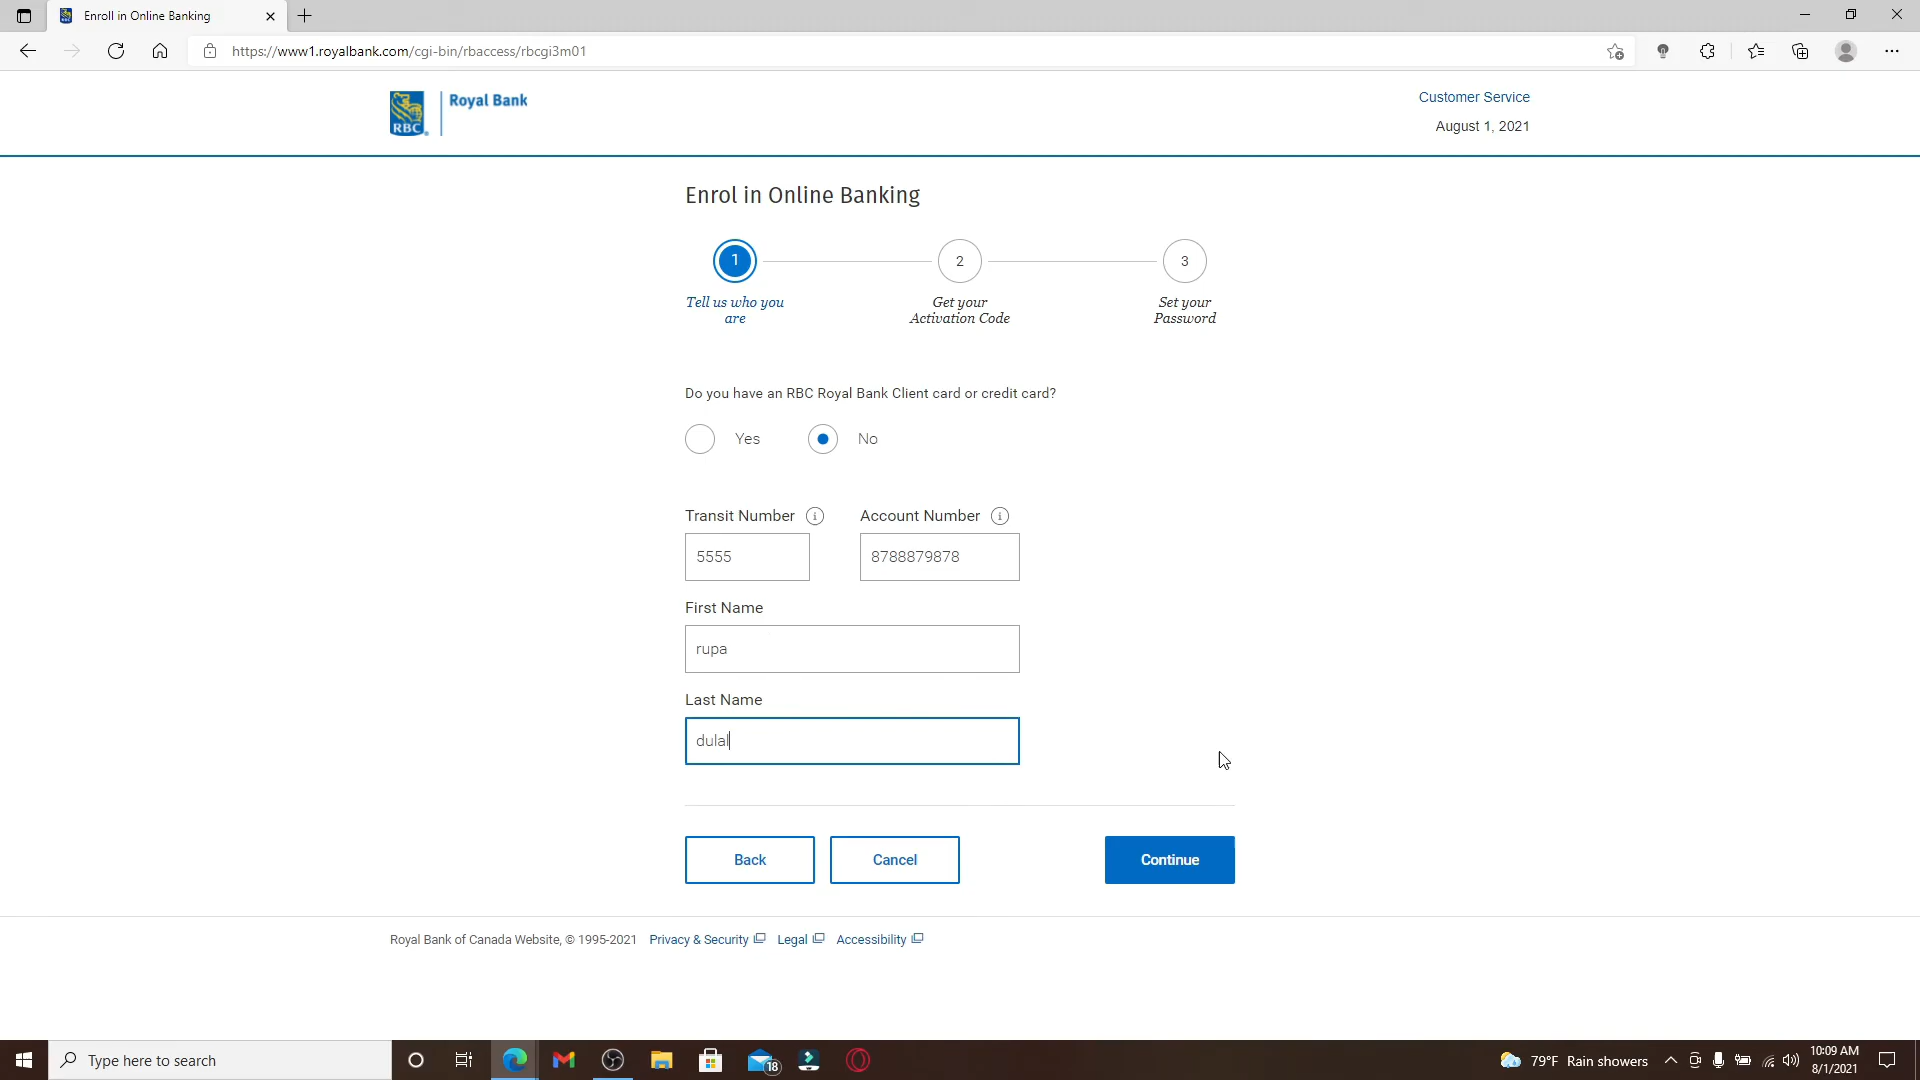 Enroll in Online Banking
https://www1.royalbank.com/cgi-bin/rbaccess/rbcgi3m01
RBC
Royal Bank
Customer Service
August 1, 2021
Enrol in Online Banking
1
2
3
Tell us who you
are
Get your
Activation Code
Set your
Password
Do you have an RBC Royal Bank Client card or credit card?
Yes
No
Transit Number
Account Number
5555
8788879878
First Name
rupa
Last Name
dulal
Back
Cancel
Continue
Royal Bank of Canada Website, © 1995-2021 Privacy & Security Legal Accessibility
Type here to search
18
79°F Rain showers
10:09 AM
8/1/2021